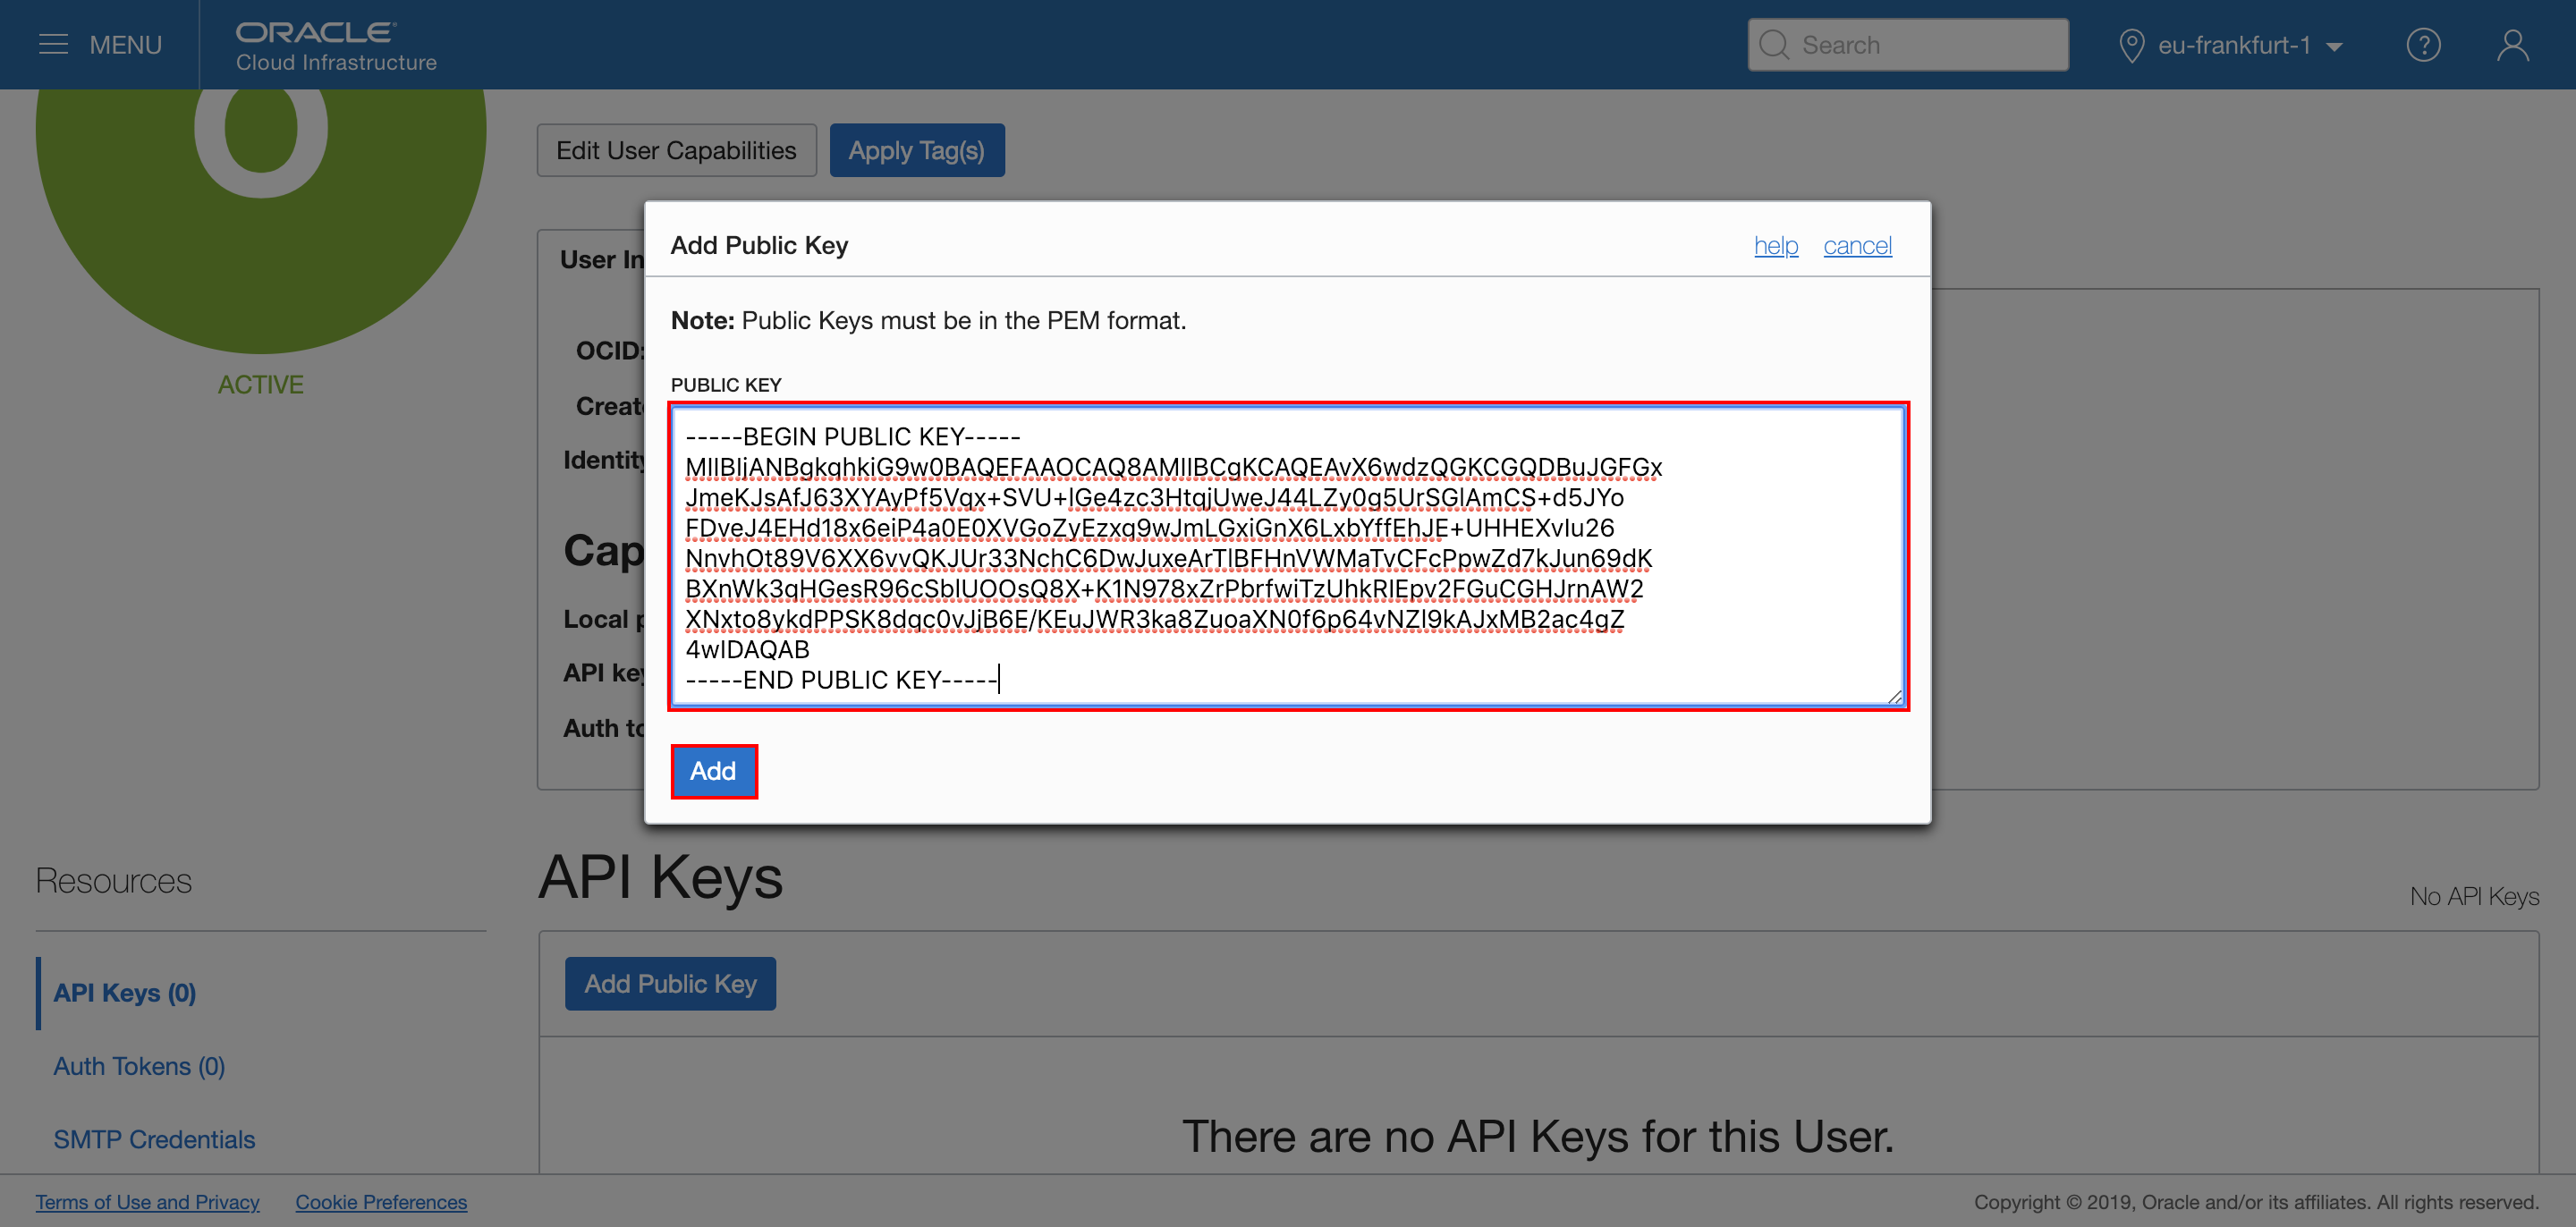 MENU
ORACLE
Cloud Infrastructure
Search
eu-frankfurt-1
?
O
ACTIVE
Edit User Capabilities
Apply Tag(s)
User In
OCID:
Create
Identity
Cap
Local p
API key
Auth to
Add Public Key
help
cancel
Note: Public Keys must be in the PEM format.
PUBLIC KEY
-----BEGIN PUBLIC KEY-----
MIIBIjANBgkqhkiG9w0BAQEFAAOCAQ8AMIIBCgKCAQEAvX6wdzQGKCGQDBuJGFGx
JmeKJsAfJ63XYAyPf5Vqx+SVU+IGe4zc3HtqjUweJ44LZy0g5UrSGlAmCS+d5JYo
FDveJ4EHd18x6eiP4a0E0XVGoZyEzxq9wJmLGxiGnX6LxbYffEhJE+UHHEXvIu26
NnvhOt89V6XX6vvQKJUr33NchC6DwJuxeArTlBFHnVWMaTvCFcPpwZd7kJun69dK
BXnWk3qHGesR96cSblUOOsQ8X+K1N978xZrPbrfwiTzUhkRIEpv2FGuCGHJrnAW2
XNxto8ykdPPSK8dqc0vJjB6E/KEuJWR3ka8ZuoaXN0f6p64vNZl9kAJxMB2ac4gZ
4wIDAQAB
-----END PUBLIC KEY-----
Add
Resources
API Keys (0)
Auth Tokens (0)
SMTP Credentials
API Keys
No API Keys
Add Public Key
There are no API Keys for this User.
Terms of Use and Privacy
Cookie Preferences
Copyright © 2019, Oracle and/or its affiliates. All rights reserved.